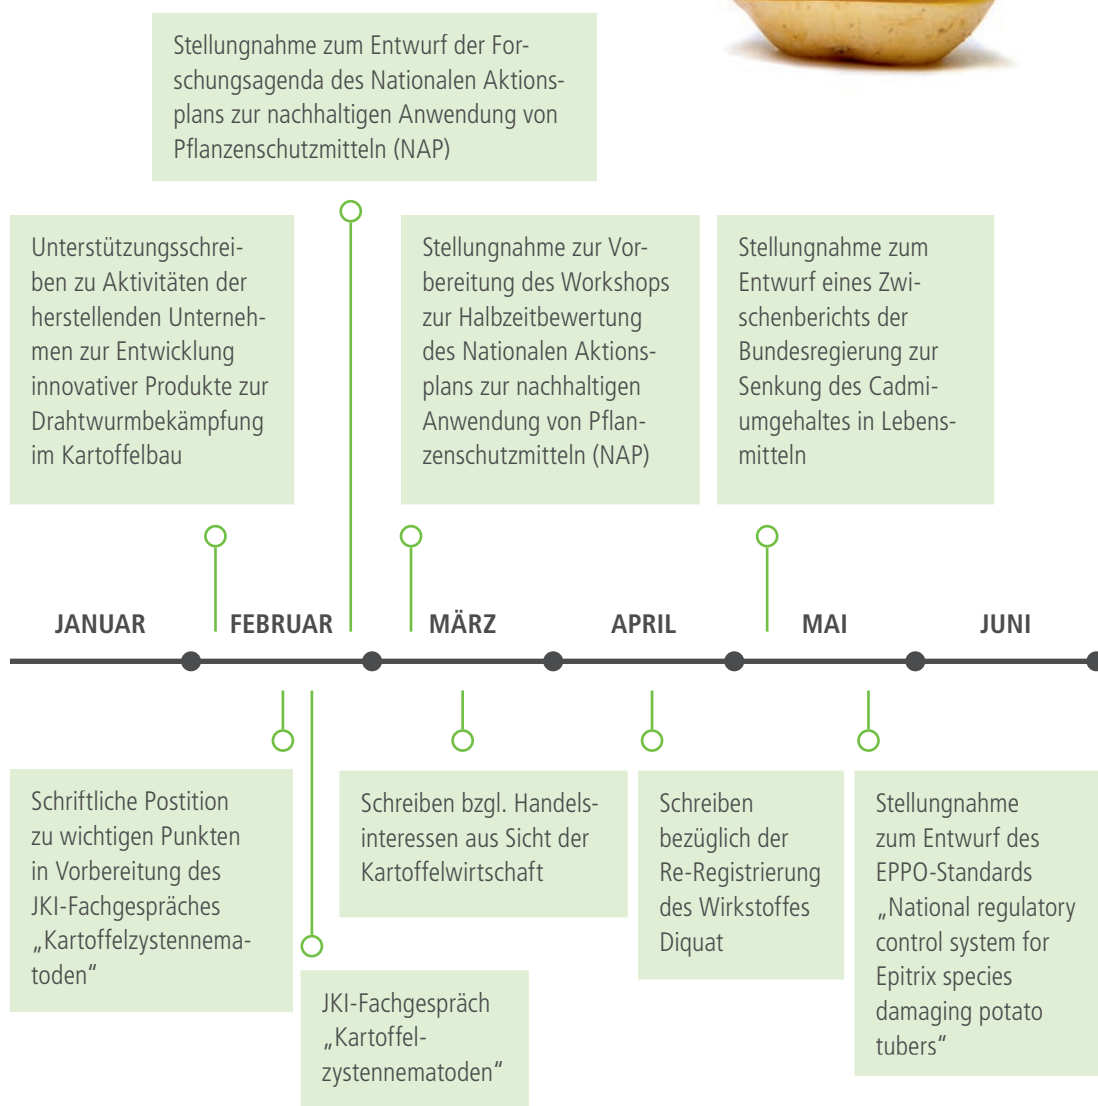 Stellungnahme zum Entwurf der For-
schungsagenda des Nationalen Aktions-
plans zur nachhaltigen Anwendung von
Pflanzenschutzmitteln (NAP)
Unterstützungsschrei-
ben zu Aktivitäten der
herstellenden Unterneh-
men zur Entwicklung
innovativer Produkte zur
Drahtwurmbekämpfung
im Kartoffelbau
Stellungnahme zur Vor-
bereitung des Workshops
zur Halbzeitbewertung
des Nationalen Aktions-
plans zur nachhaltigen
Anwendung von Pflan-
zenschutzmitteln (NAP)
Stellungnahme zum
Entwurf eines Zwi-
schenberichts der
Bundesregierung zur
Senkung des Cadmi-
umgehaltes in Lebens-
mitteln
JANUAR FEBRUAR MÄRZ APRIL MAI JUNI
Schriftliche Postition
zu wichtigen Punkten
in Vorbereitung des
JKI-Fachgespräches
„Kartoffelzystennema-
toden“
JKI-Fachgespräch
„Kartoffel-
zystennematoden“
Schreiben bzgl. Handels-
interessen aus Sicht der
Kartoffelwirtschaft
Schreiben
bezüglich der
Re-Registrierung
des Wirkstoffes
Diquat
Stellungnahme
zum Entwurf des
EPPO-Standards
„National regulatory
control system for
Epitrix species
damaging potato
tubers“